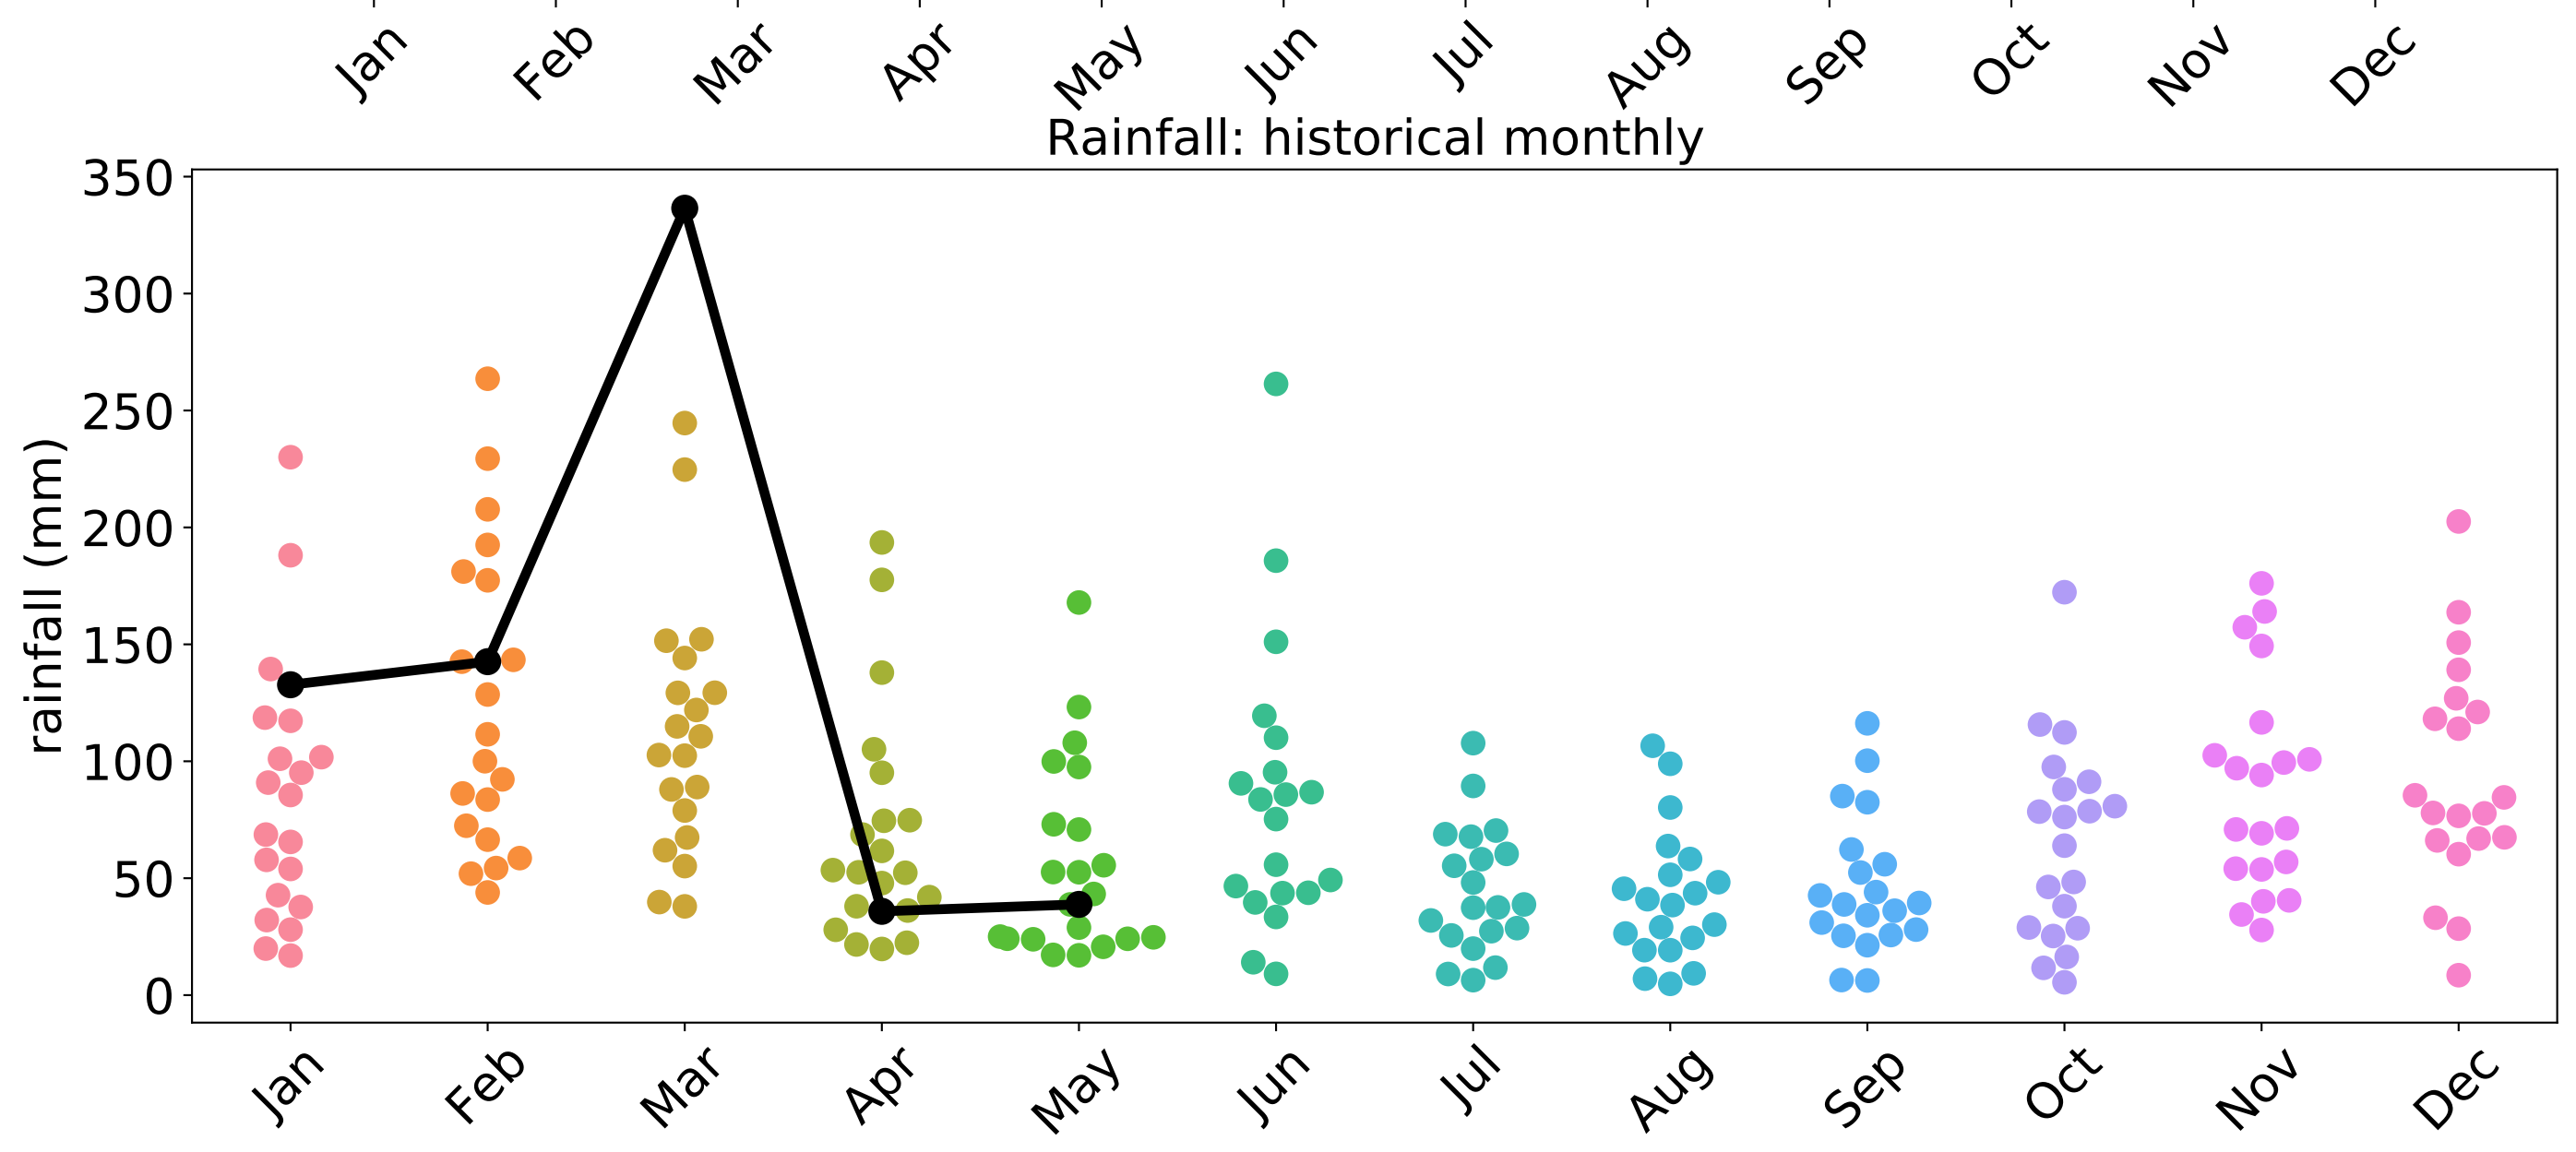 Jan Feb Mar Apr May Jun Jul Aug Sep Oct Nov Dec
Rainfall: historical monthly
350
300
250
200
150
100
50
0
rainfall (mm)
Jan Feb Mar Apr May Jun Jul Aug Sep Oct Nov Dec